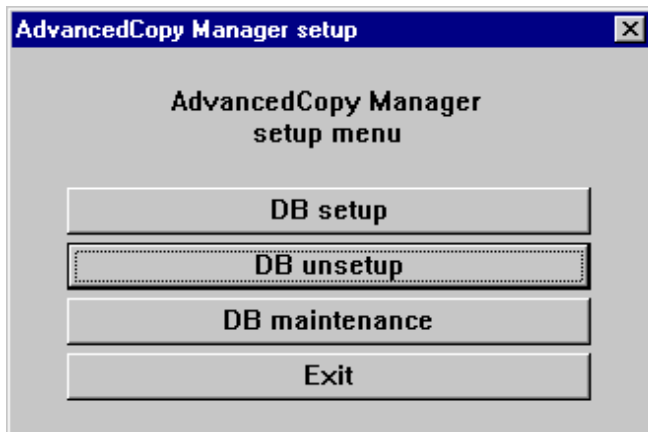 AdvancedCopy Manager setup
AdvancedCopy Manager
setup menu
DB setup
DB unsetup
DB maintenance
Exit